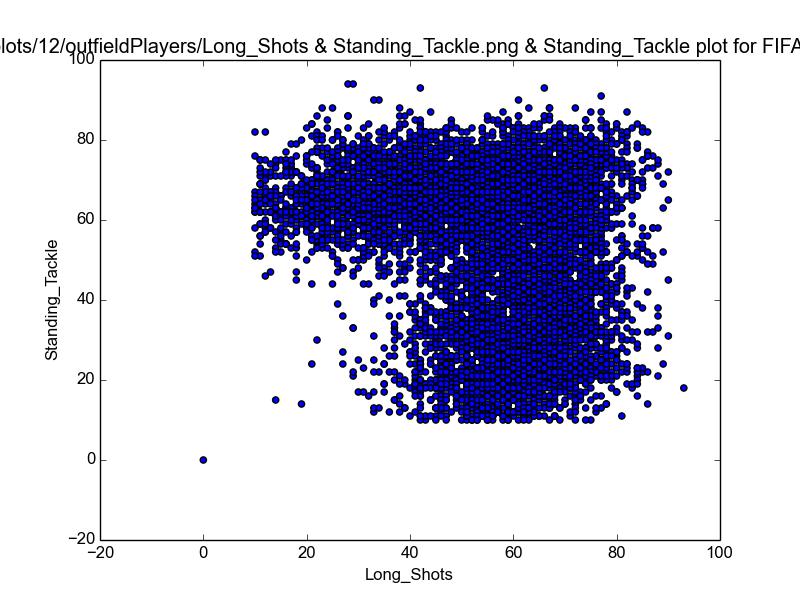 lots/12/outfieldPlayers/Long_Shots & Standing_Tackle.png & Standing_Tackle plot for FIFA
100
80
60
40
20
0
−20
Standing_Tackle
−20 0 20 40 60 80 100
Long_Shots